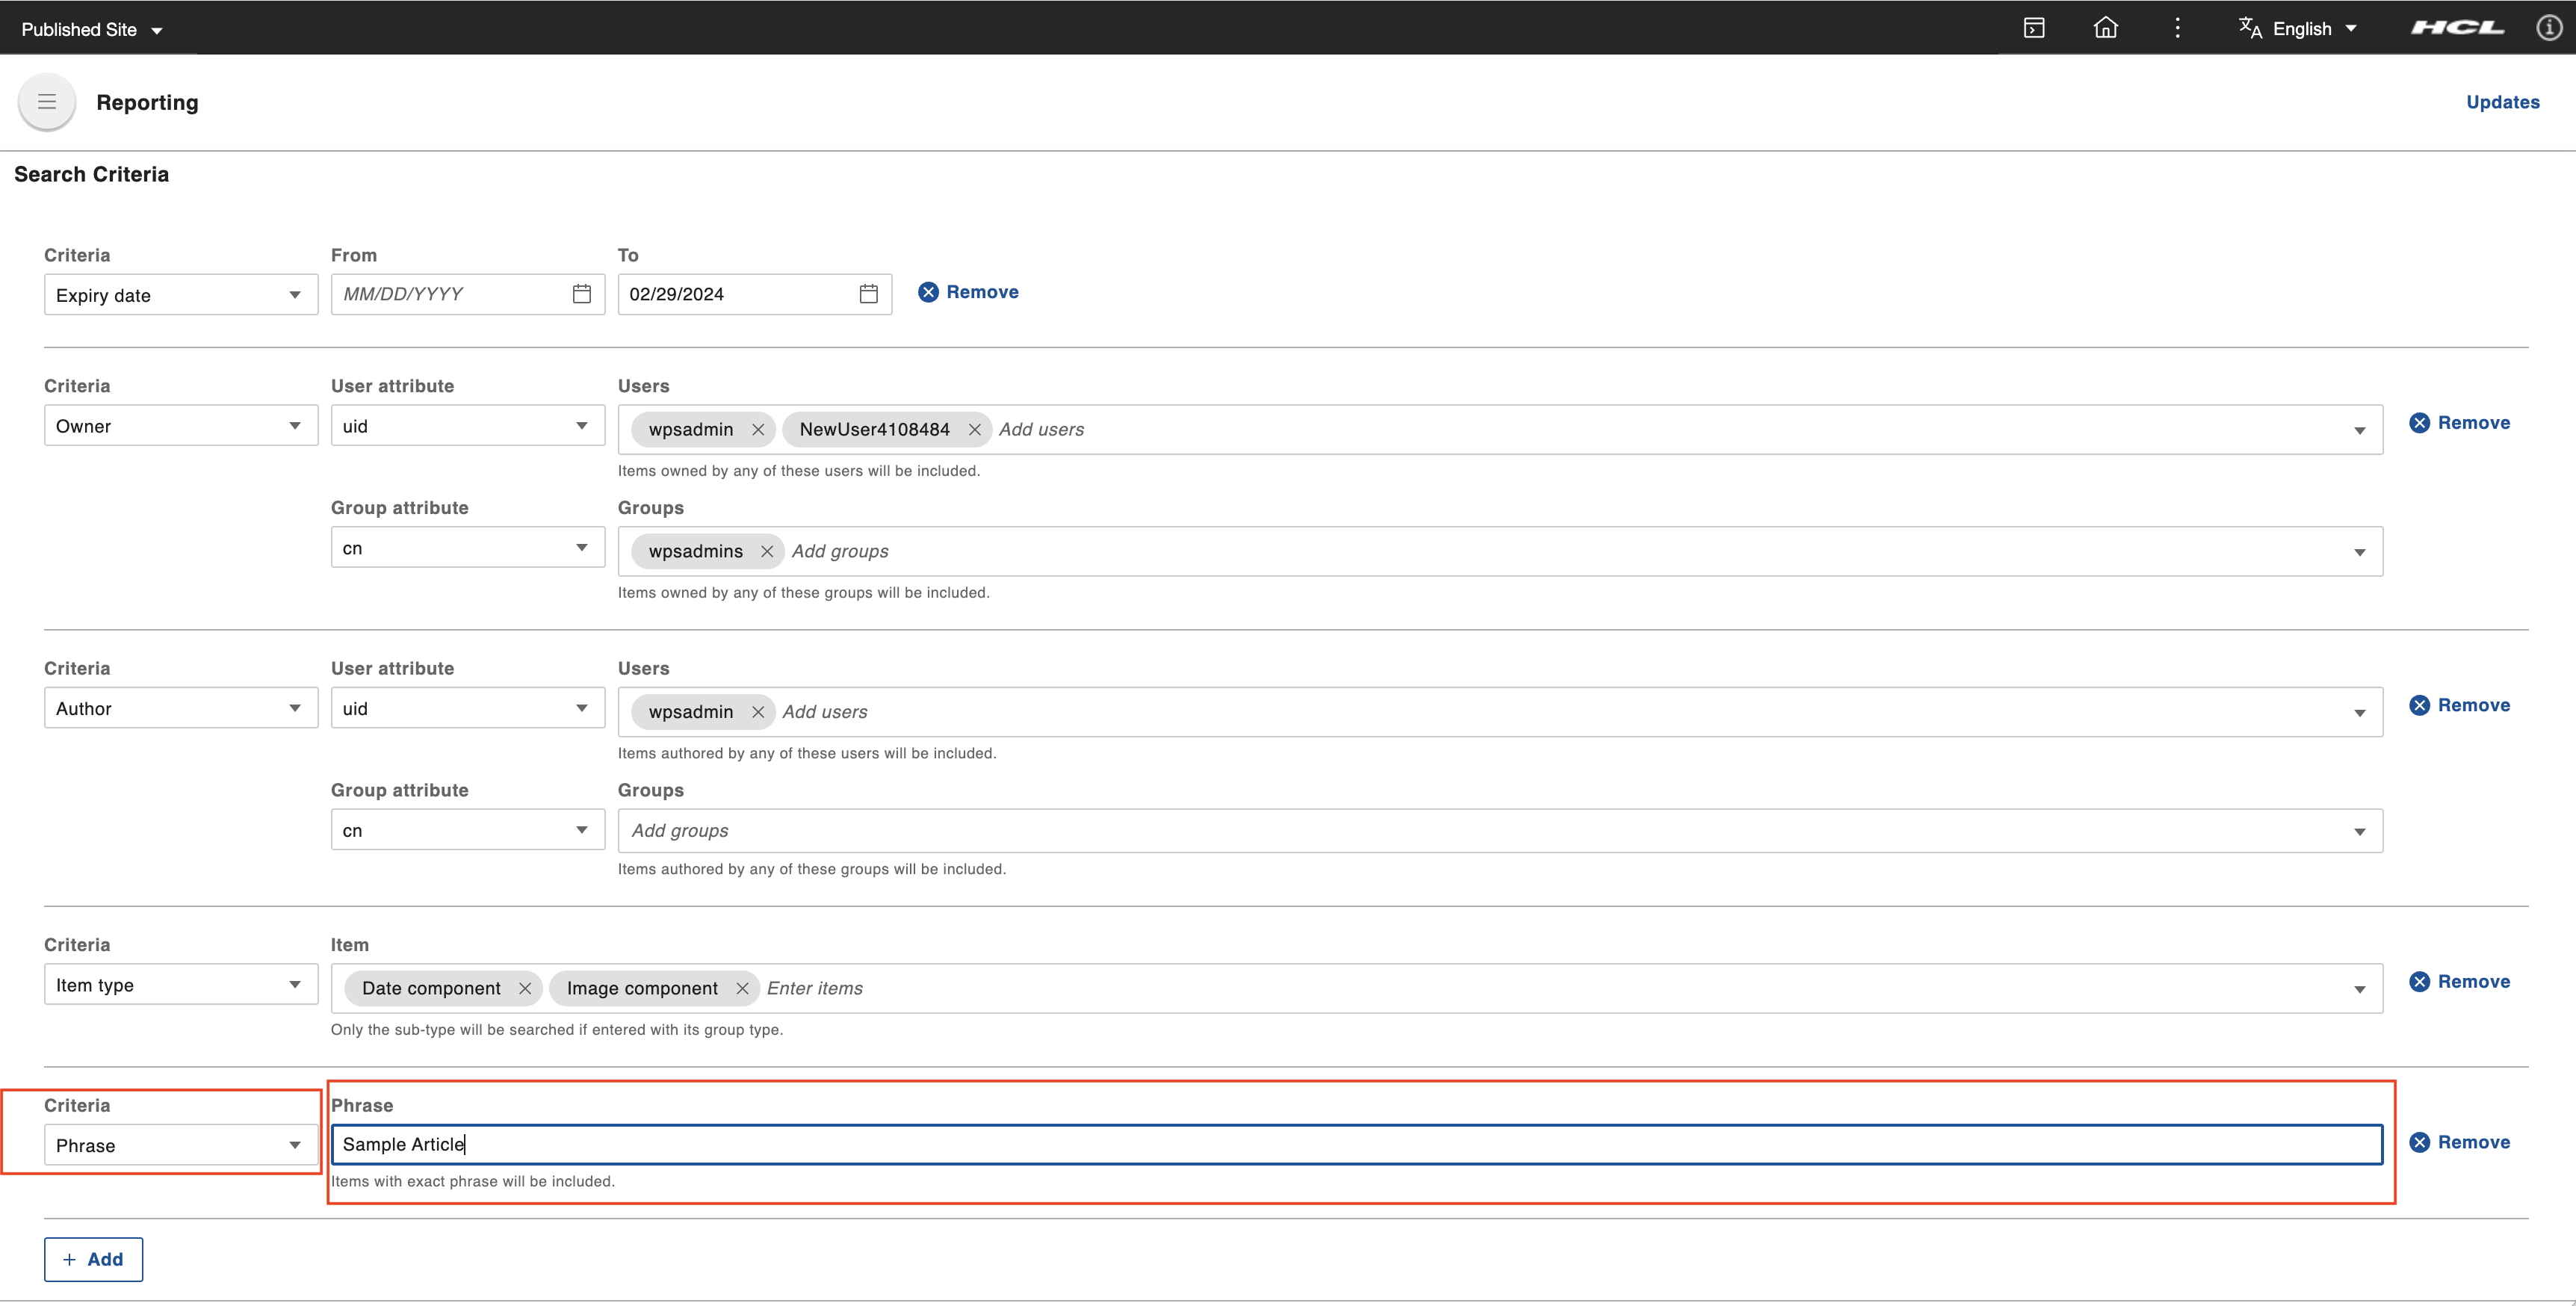 Published Site English HCL
Reporting Updates
Search Criteria
Criteria From To
Expiry date MM/DD/YYYY 02/29/2024 Remove
Criteria User attribute Users
Owner uid wpsadmin NewUser4108484 Add users Remove
Items owned by any of these users will be included.
Group attribute Groups
cn wpsadmins Add groups
Items owned by any of these groups will be included.
Criteria User attribute Users
Author uid wpsadmin Add users Remove
Items authored by any of these users will be included.
Group attribute Groups
cn Add groups
Items authored by any of these groups will be included.
Criteria Item
Item type Date component Image component Enter items Remove
Only the sub-type will be searched if entered with its group type.
Criteria Phrase
Phrase Sample Article Remove
Items with exact phrase will be included.
+ Add